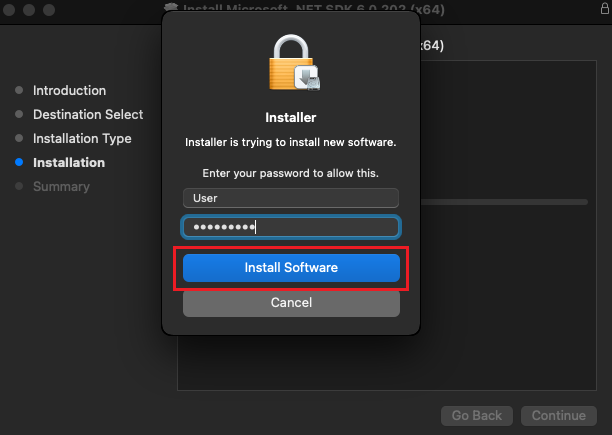 Install Microsoft .NET SDK 6.0.202 (x64)
x64)
Introduction
Destination Select
Installation Type
Installation
Summary
Installer
Installer is trying to install new software.
Enter your password to allow this.
User
•••••••••
Install Software
Cancel
Go Back
Continue